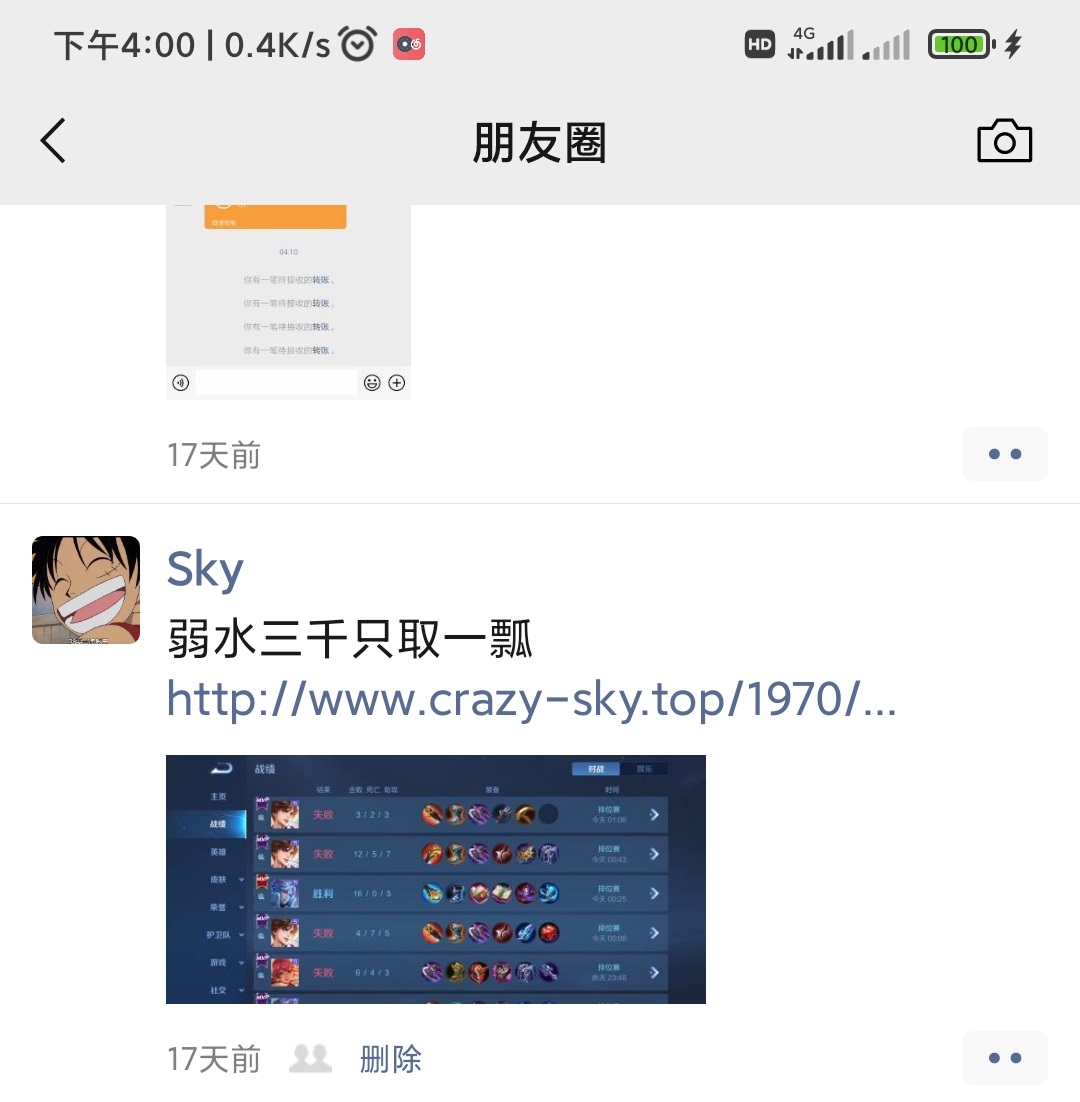 下午4:00 | 0.4K/s
HD 4G 100
朋友圈
04:10
你有一笔待接收的转账。
你有一笔待接收的转账。
你有一笔待接收的转账。
你有一笔待接收的转账。
17天前
Sky
弱水三千只取一瓢
http://www.crazy-sky.top/1970/...
战绩 对战 娱乐
结果 击败 死亡 助攻 装备 时间
主页
战绩
英雄
皮肤
荣誉
护卫队
游戏
社交
MVP 失败 3 / 2 / 3 排位赛 今天 01:08
MVP 失败 12 / 5 / 7 排位赛 今天 00:43
MVP 胜利 16 / 0 / 5 排位赛 今天 00:25
MVP 失败 4 / 7 / 5 排位赛 今天 00:08
MVP 失败 6 / 4 / 3 排位赛 昨天 23:48
MVP
17天前 删除